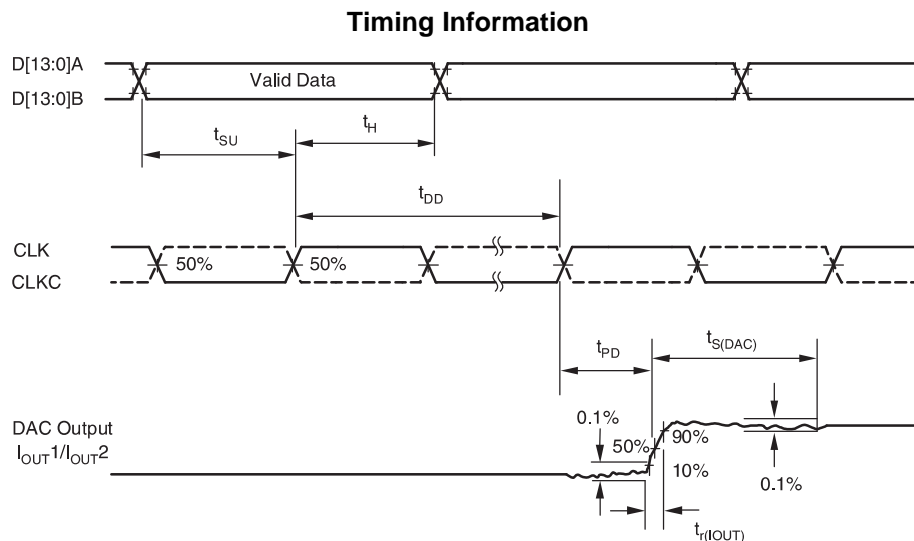 Timing Information
D[13:0]A
Valid Data
D[13:0]B
tSU
tH
tDD
CLK
50%
50%
CLKC
tPD
tS(DAC)
0.1%
DAC Output
50%
90%
IOUT1/IOUT2
10%
0.1%
tr(IOUT)